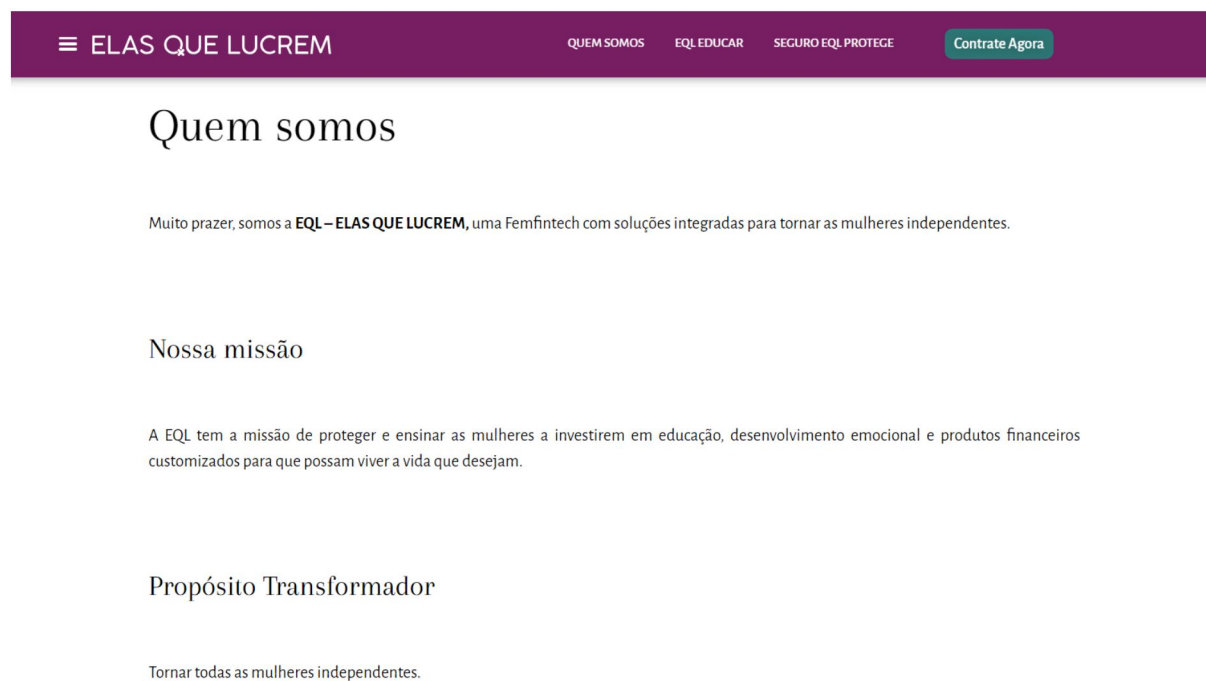 ELAS QUE LUCREM
QUEM SOMOS
EQL EDUCAR
SEGURO EQL PROTEGE
Contrate Agora
Quem somos
Muito prazer, somos a EQL – ELAS QUE LUCREM, uma Femfintech com soluções integradas para tornar as mulheres independentes.
Nossa missão
A EQL tem a missão de proteger e ensinar as mulheres a investirem em educação, desenvolvimento emocional e produtos financeiros
customizados para que possam viver a vida que desejam.
Propósito Transformador
Tornar todas as mulheres independentes.